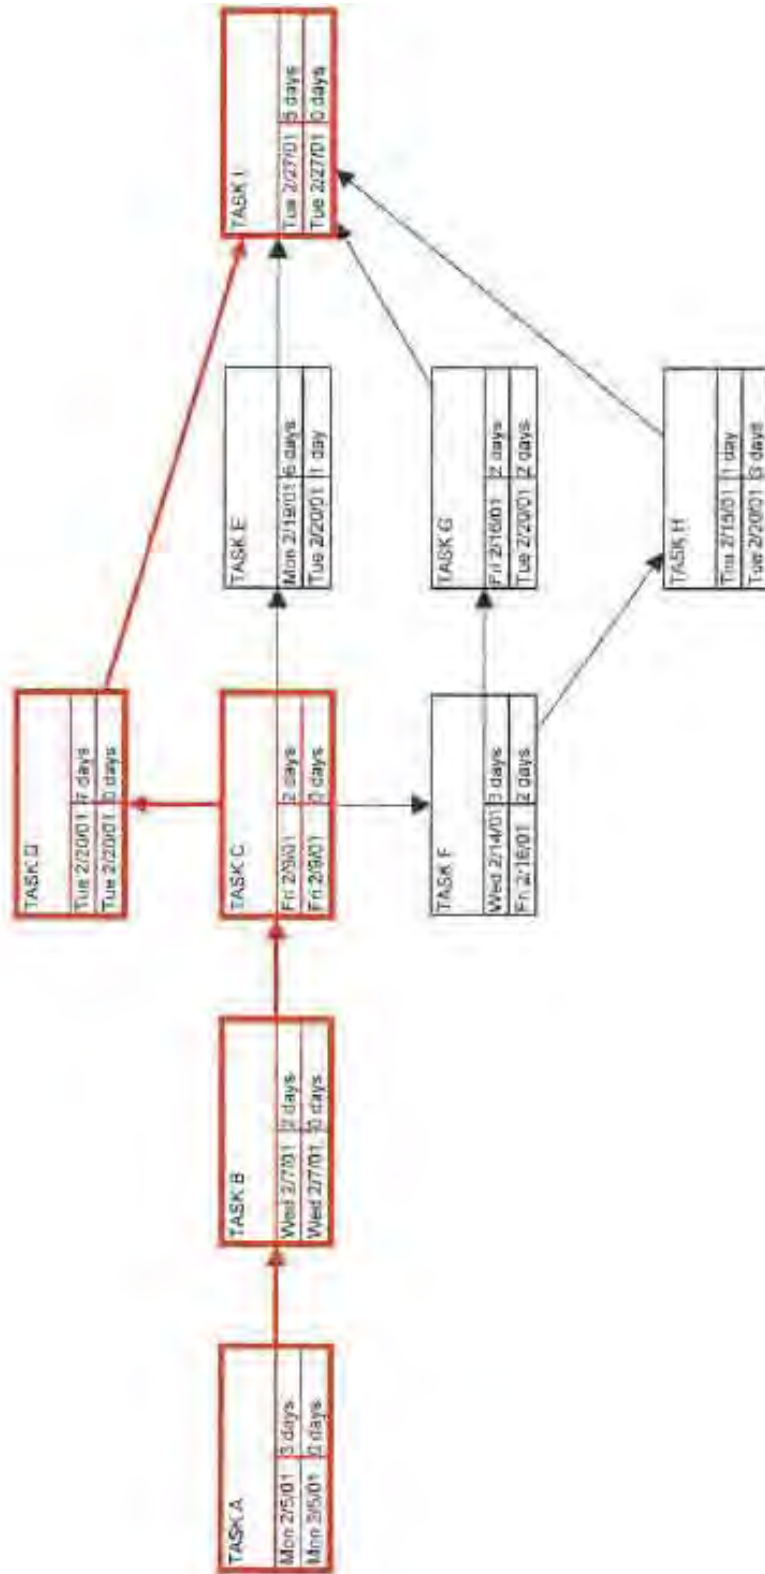 TASK A
Mon 2/5/01 3 days
Mon 2/5/01 0 days
TASK B
Wed 2/7/01 2 days
Wed 2/7/01 0 days
TASK C
Fri 2/9/01 2 days
Fri 2/9/01 0 days
TASK D
Tue 2/20/01 7 days
Tue 2/20/01 0 days
TASK F
Wed 2/14/01 3 days
Fri 2/16/01 2 days
TASK E
Mon 2/19/01 6 days
Tue 2/20/01 1 day
TASK G
Fri 2/16/01 2 days
Tue 2/20/01 2 days
TASK H
Thu 2/15/01 1 day
Tue 2/20/01 3 days
TASK I
Tue 2/27/01 5 days
Tue 2/27/01 0 days